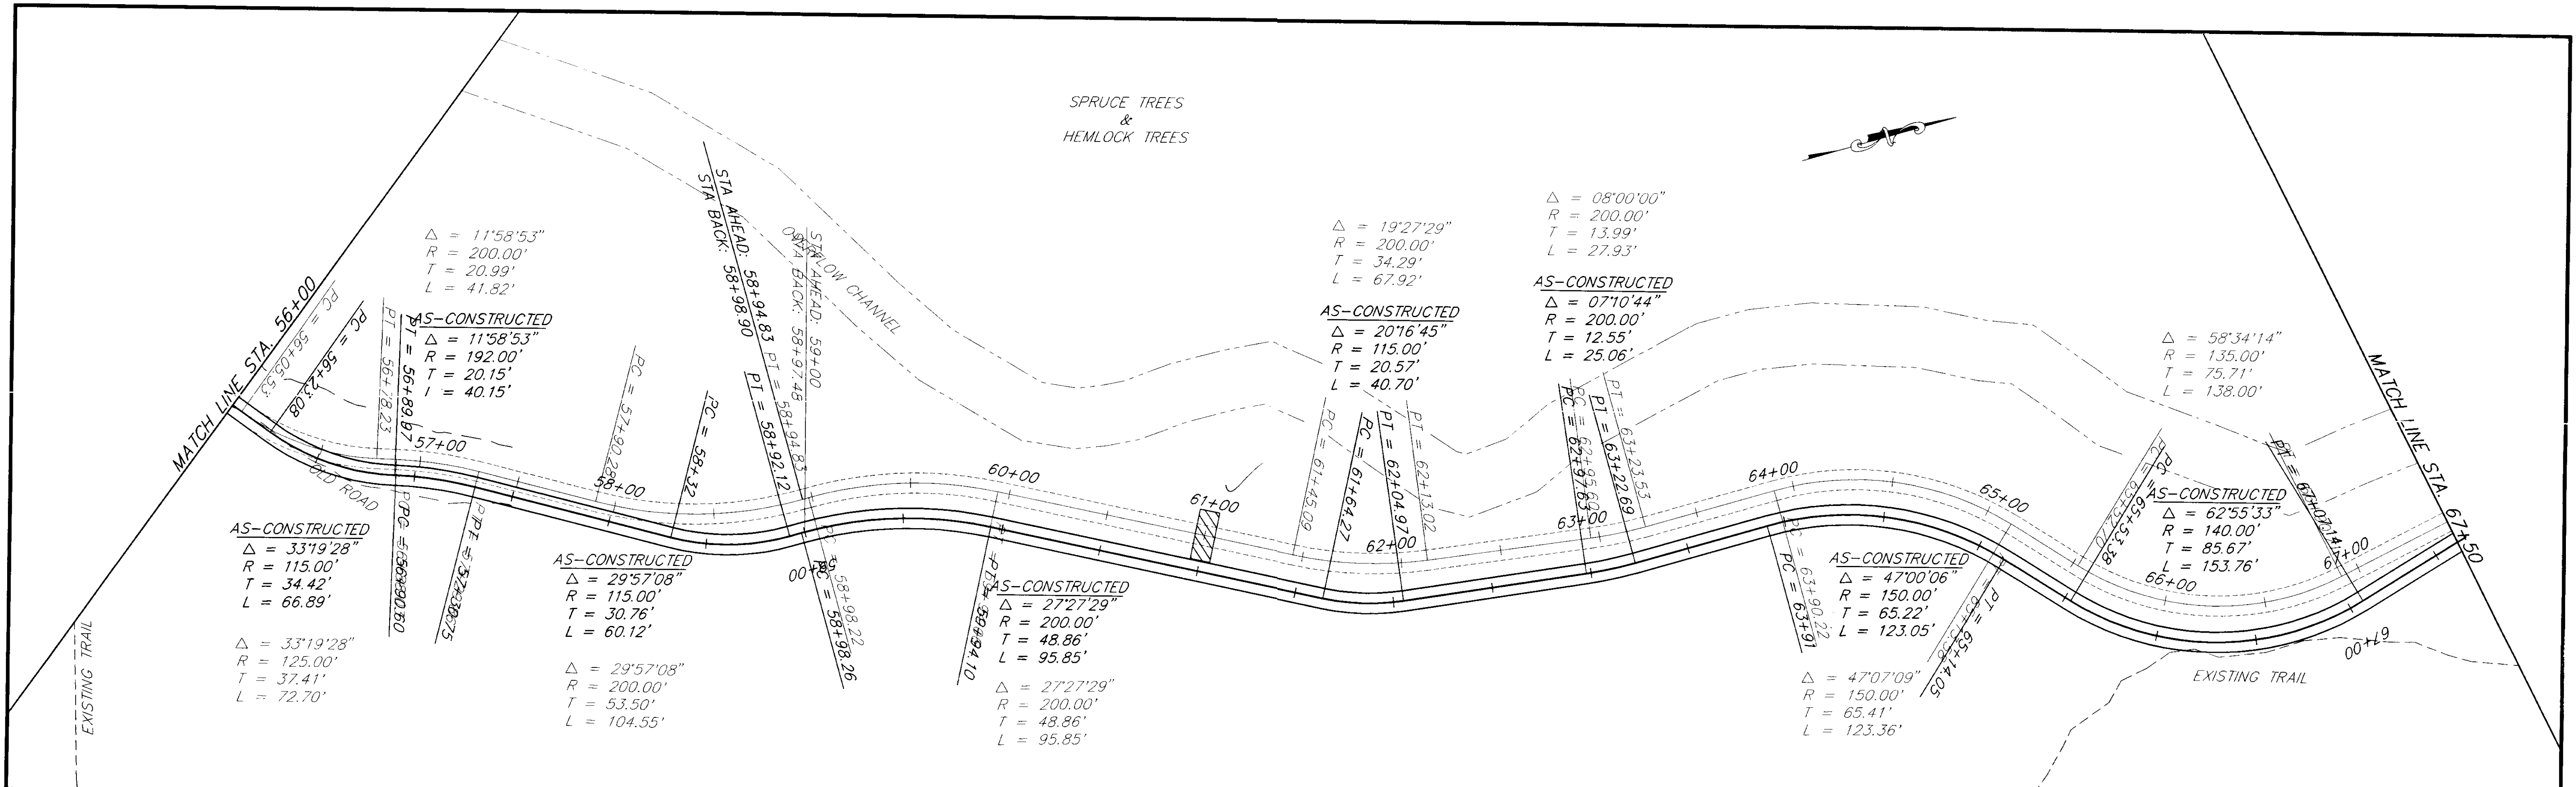 SPRUCE TREES
&
HEMLOCK TREES
MATCH LINE STA. 56+00
PC = 56+05.53
PC = 56+23.08
PT = 56+78.23
PT = 56+89.97
Δ = 11°58'53"
R = 200.00'
T = 20.99'
L = 41.82'
AS-CONSTRUCTED
Δ = 11°58'53"
R = 192.00'
T = 20.15'
L = 40.15'
57+00
OLD ROAD
AS-CONSTRUCTED
Δ = 33°19'28"
R = 115.00'
T = 34.42'
L = 66.89'
Δ = 33°19'28"
R = 125.00'
T = 37.41'
L = 72.70'
EXISTING TRAIL
PC = 57+90.28
58+00
PC = 58+32
AS-CONSTRUCTED
Δ = 29°57'08"
R = 115.00'
T = 30.76'
L = 60.12'
Δ = 29°57'08"
R = 200.00'
T = 53.50'
L = 104.55'
STA AHEAD: 58+94.83
STA BACK: 58+98.90
PT = 58+92.12
PT = 58+94.83
STA AHEAD: 59+00
STA BACK: 58+97.48
OVERFLOW CHANNEL
PC = 58+98.22
PC = 58+98.26
60+00
PT = 59+94.10
AS-CONSTRUCTED
Δ = 27°27'29"
R = 200.00'
T = 48.86'
L = 95.85'
Δ = 27°27'29"
R = 200.00'
T = 48.86'
L = 95.85'
61+00
Δ = 19°27'29"
R = 200.00'
T = 34.29'
L = 67.92'
AS-CONSTRUCTED
Δ = 20°16'45"
R = 115.00'
T = 20.57'
L = 40.70'
PC = 61+45.09
PC = 61+64.27
PT = 62+04.97
PT = 62+13.02
62+00
Δ = 08°00'00"
R = 200.00'
T = 13.99'
L = 27.93'
AS-CONSTRUCTED
Δ = 07°10'44"
R = 200.00'
T = 12.55'
L = 25.06'
PC = 62+95.60
PC = 62+97.63
PT = 63+22.69
PT = 63+23.53
63+00
64+00
PC = 63+90.22
PC = 63+91
AS-CONSTRUCTED
Δ = 47°00'06"
R = 150.00'
T = 65.22'
L = 123.05'
Δ = 47°07'09"
R = 150.00'
T = 65.41'
L = 123.36'
65+00
PT = 65+14.05
Δ = 58°34'14"
R = 135.00'
T = 75.71'
L = 138.00'
PC = 65+53.38
AS-CONSTRUCTED
Δ = 62°55'33"
R = 140.00'
T = 85.67'
L = 153.76'
66+00
PT = 67+07.14
67+00
67+00
EXISTING TRAIL
MATCH LINE STA. 67+50